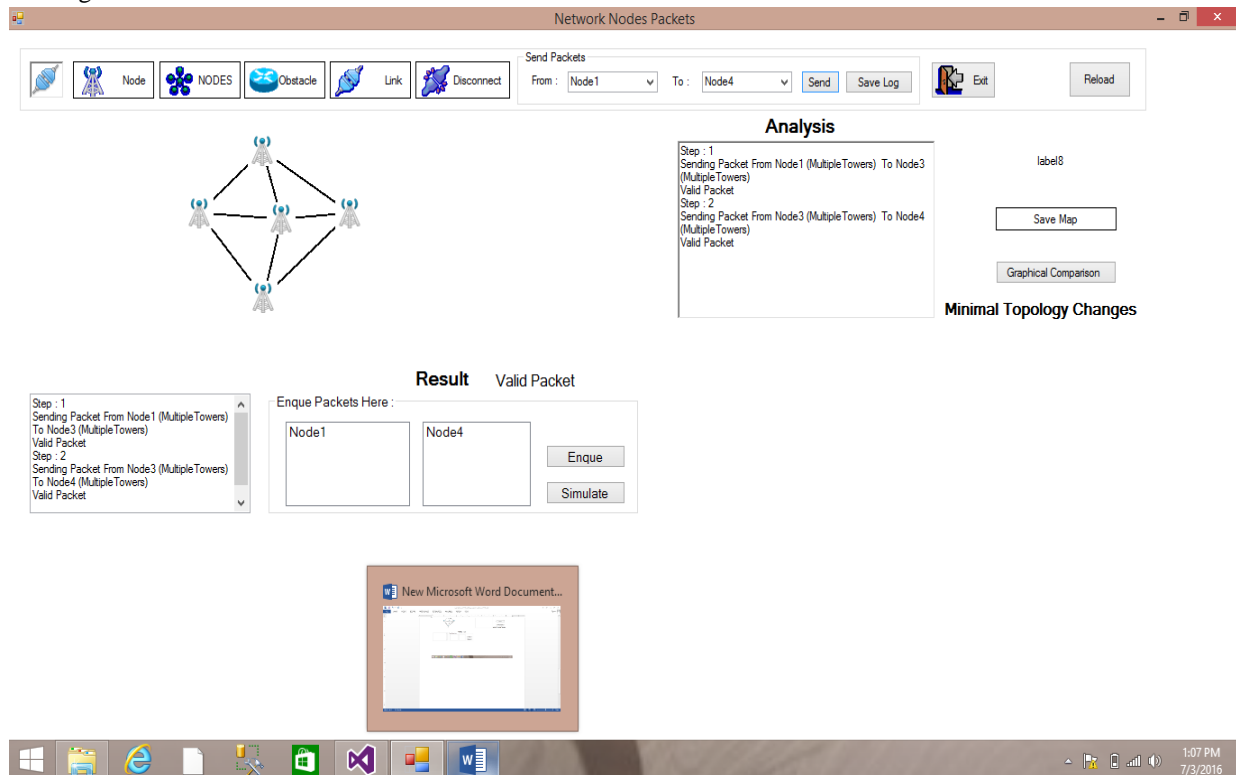 Network Nodes Packets
Node
NODES
Obstacle
Link
Disconnect
Send Packets
From :
Node1
To :
Node4
Send
Save Log
Exit
Reload
Analysis
Step : 1
Sending Packet From Node1 (MultipleTowers) To Node3
(MultipleTowers)
Valid Packet
Step : 2
Sending Packet From Node3 (MultipleTowers) To Node4
(MultipleTowers)
Valid Packet
label8
Save Map
Graphical Comparison
Minimal Topology Changes
Result Valid Packet
Step : 1
Sending Packet From Node1 (MultipleTowers)
To Node3 (MultipleTowers)
Valid Packet
Step : 2
Sending Packet From Node3 (MultipleTowers)
To Node4 (MultipleTowers)
Valid Packet
Enque Packets Here :
Node1
Node4
Enque
Simulate
New Microsoft Word Document...
1:07 PM
7/3/2016